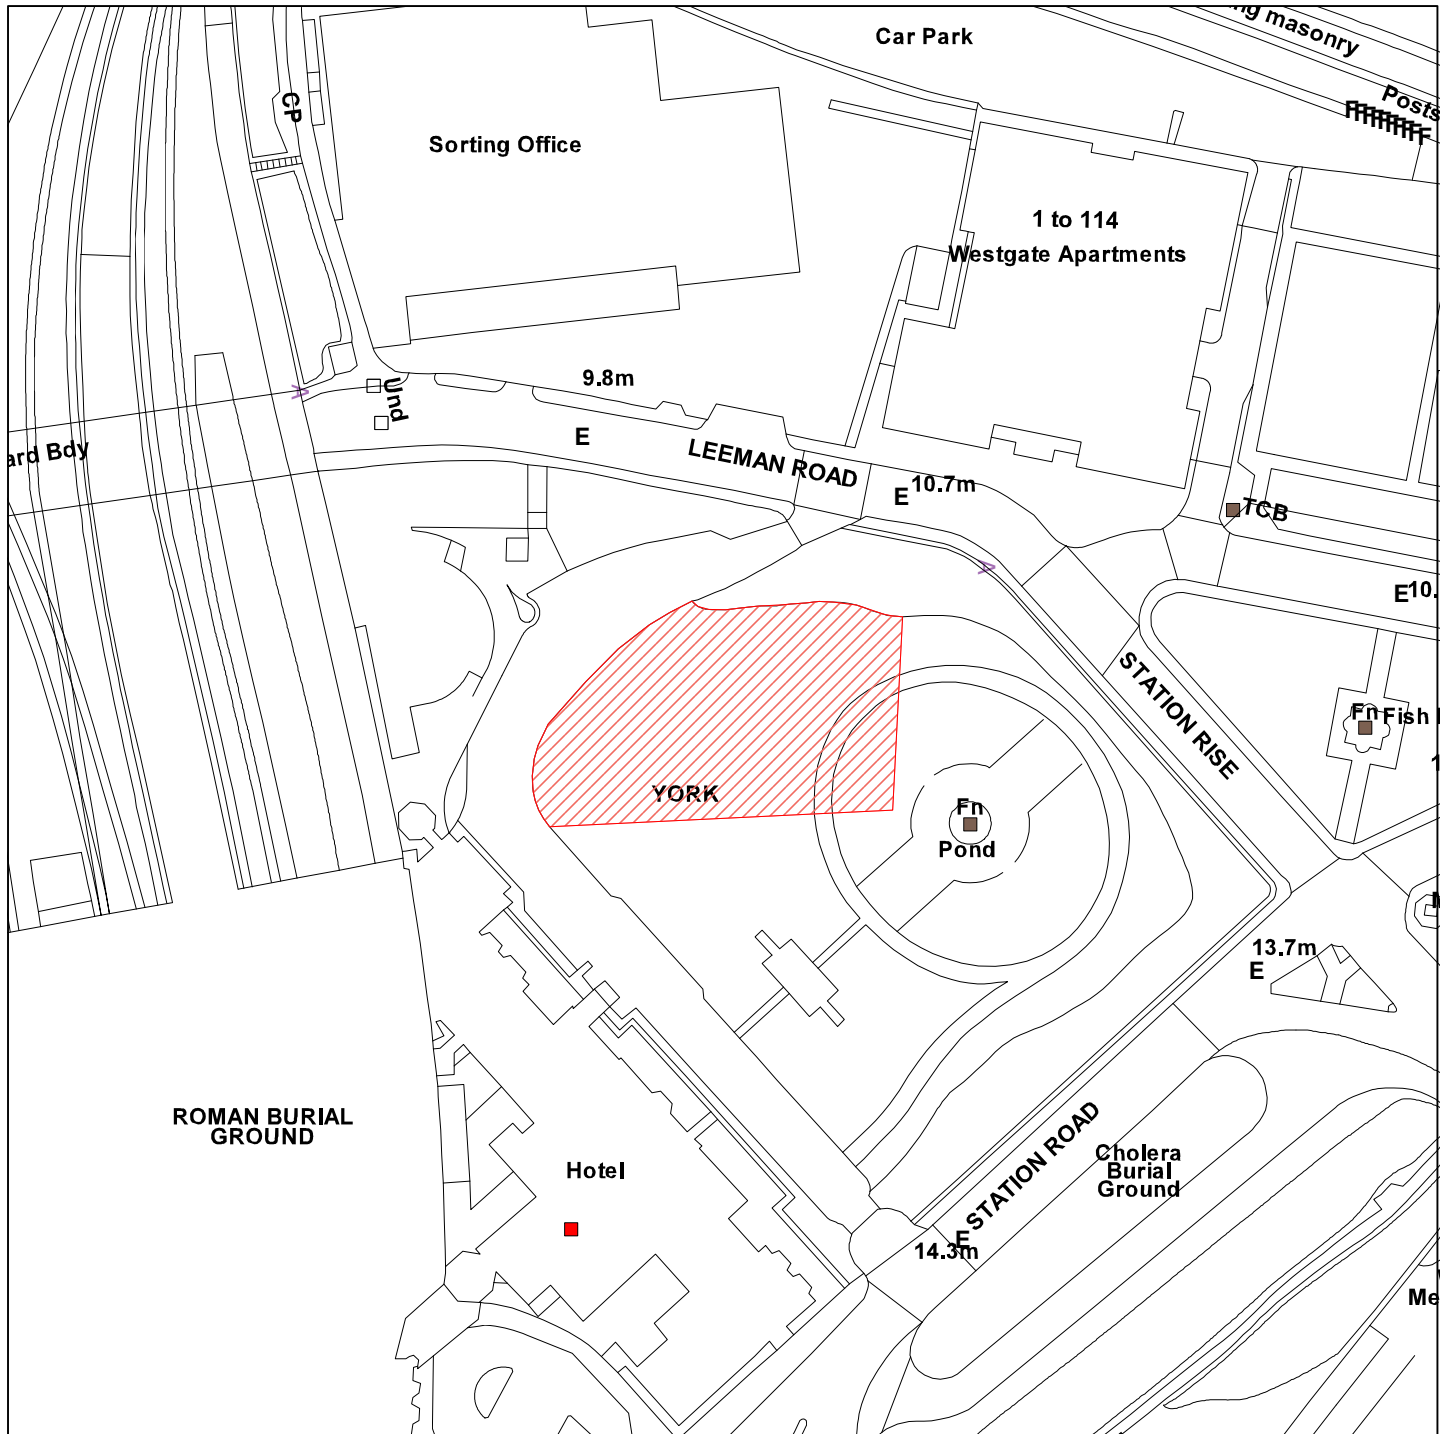 Car Park
masonry
Posts
FFFFFFFFF
CP
Sorting Office
1 to 114
Westgate Apartments
9.8m
Und
E
LEEMAN ROAD
E 10.7m
TCB
ard Bdy
E 10.
STATION RISE
Fn Fish
YORK
Fn
Pond
13.7m
E
ROMAN BURIAL
GROUND
Hotel
STATION ROAD
Cholera
Burial
Ground
E
14.3m
Me